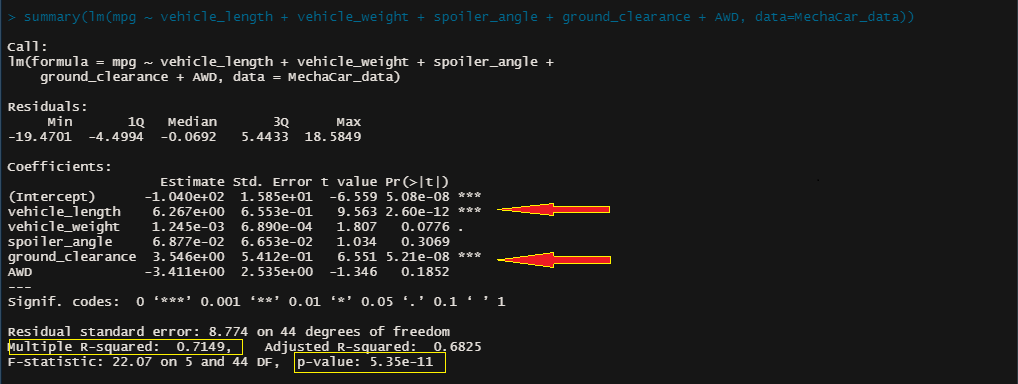 > summary(lm(mpg ~ vehicle_length + vehicle_weight + spoiler_angle + ground_clearance + AWD, data=MechaCar_data))
Call:
lm(formula = mpg ~ vehicle_length + vehicle_weight + spoiler_angle +
    ground_clearance + AWD, data = MechaCar_data)
Residuals:
     Min       1Q   Median       3Q      Max
-19.4701  -4.4994  -0.0692   5.4433  18.5849
Coefficients:
                   Estimate Std. Error t value Pr(>|t|)
(Intercept)      -1.040e+02  1.585e+01  -6.559 5.08e-08 ***
vehicle_length    6.267e+00  6.553e-01   9.563 2.60e-12 ***
vehicle_weight    1.245e-03  6.890e-04   1.807   0.0776 .
spoiler_angle     6.877e-02  6.653e-02   1.034   0.3069
ground_clearance  3.546e+00  5.412e-01   6.551 5.21e-08 ***
AWD              -3.411e+00  2.535e+00  -1.346   0.1852
---
Signif. codes:  0 ‘***’ 0.001 ‘**’ 0.01 ‘*’ 0.05 ‘.’ 0.1 ‘ ’ 1
Residual standard error: 8.774 on 44 degrees of freedom
Multiple R-squared:  0.7149,	Adjusted R-squared:  0.6825
F-statistic: 22.07 on 5 and 44 DF,  p-value: 5.35e-11